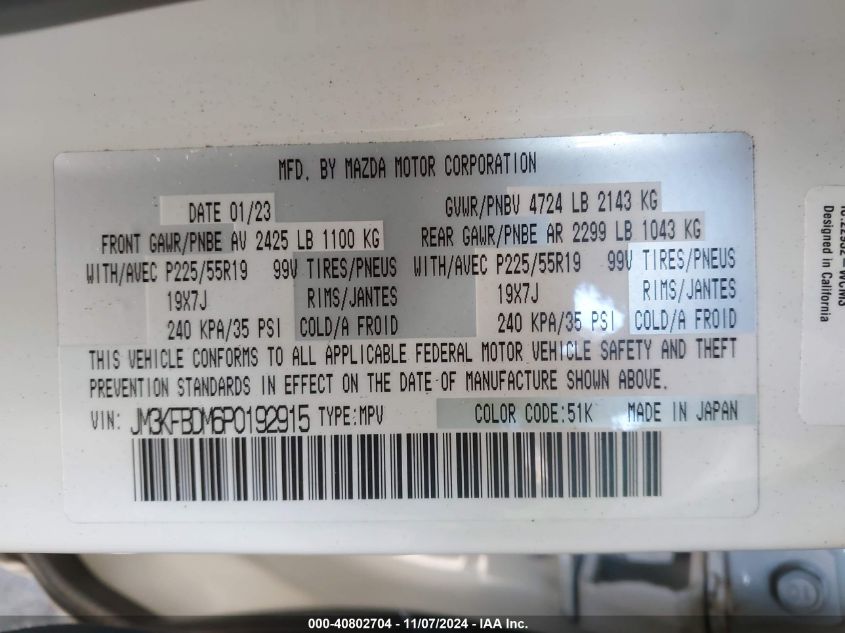 MFD. BY MAZDA MOTOR CORPORATION
DATE 01/23 GVWR/PNBV 4724 LB 2143 KG
FRONT GAWR/PNBE AV 2425 LB 1100 KG REAR GAWR/PNBE AR 2299 LB 1043 KG
WITH/AVEC P225/55R19 99V TIRES/PNEUS WITH/AVEC P225/55R19 99V TIRES/PNEUS
19X7J RIMS/JANTES 19X7J RIMS/JANTES
240 KPA/35 PSI COLD/A FROID 240 KPA/35 PSI COLD/A FROID
THIS VEHICLE CONFORMS TO ALL APPLICABLE FEDERAL MOTOR VEHICLE SAFETY AND THEFT
PREVENTION STANDARDS IN EFFECT ON THE DATE OF MANUFACTURE SHOWN ABOVE.
VIN: JM3KFBDM6P0192915 TYPE:MPV COLOR CODE:51K MADE IN JAPAN
Designed in California
000-40802704 - 11/07/2024 - IAA Inc.